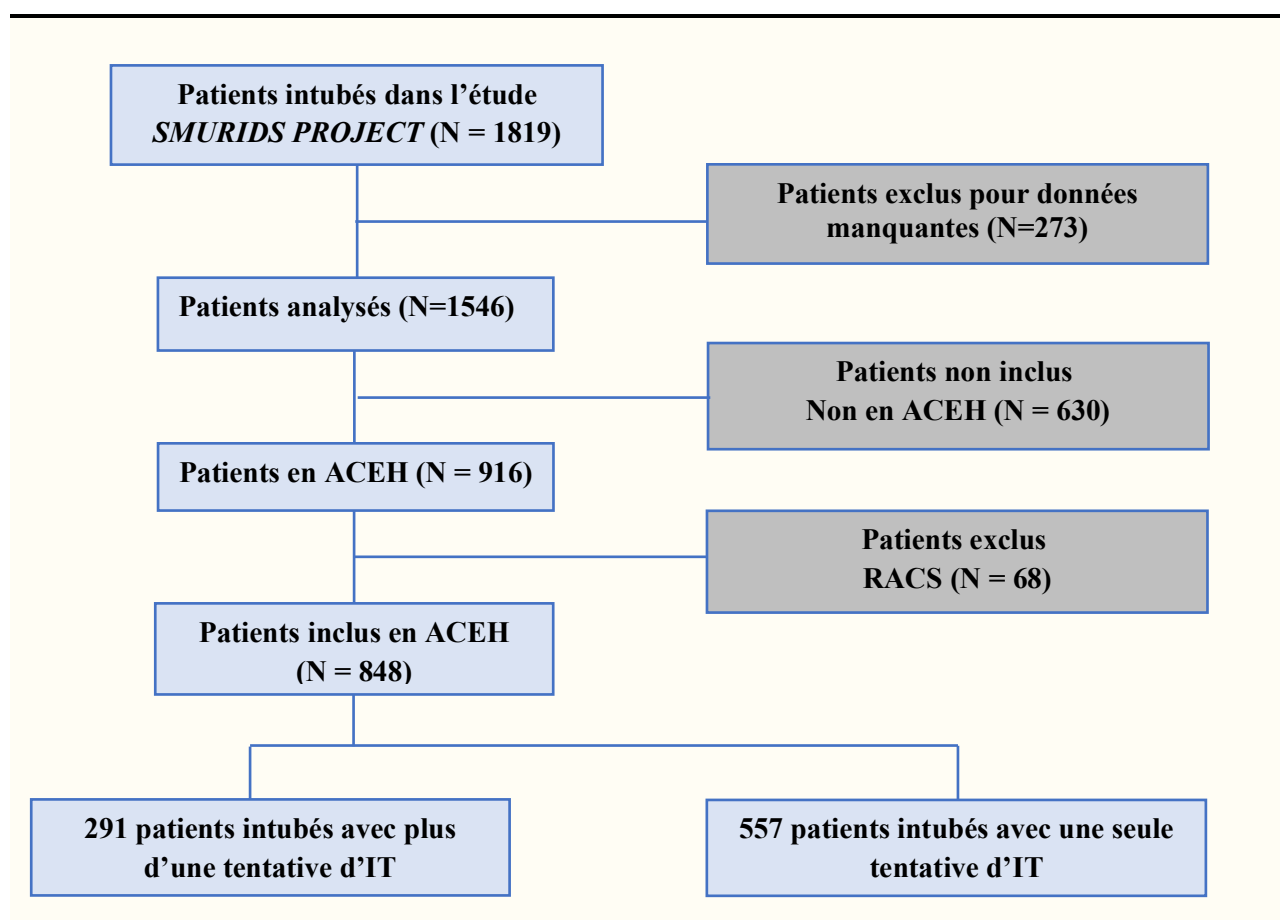 Patients intubés dans l’étude
SMURIDS PROJECT (N = 1819)
Patients exclus pour données
manquantes (N=273)
Patients analysés (N=1546)
Patients non inclus
Non en ACEH (N = 630)
Patients en ACEH (N = 916)
Patients exclus
RACS (N = 68)
Patients inclus en ACEH
(N = 848)
291 patients intubés avec plus
d’une tentative d’IT
557 patients intubés avec une seule
tentative d’IT